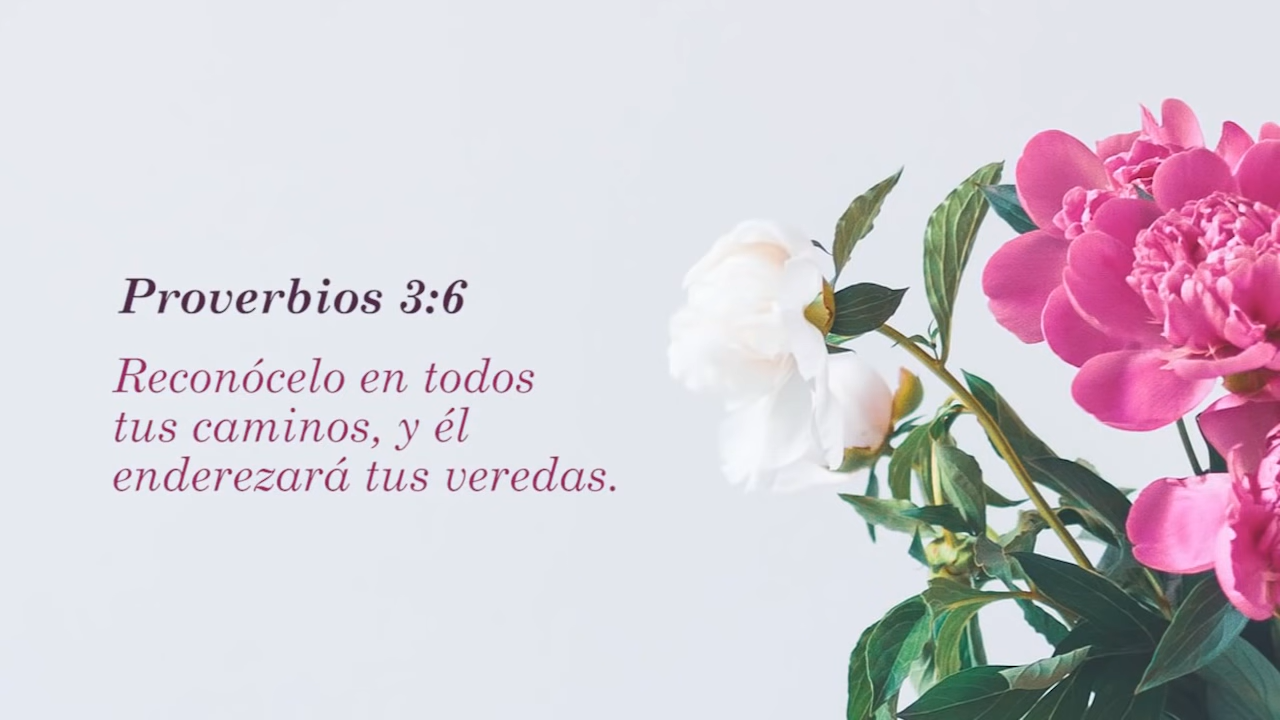 Proverbios 3:6
Reconócelo en todos
tus caminos, y él
enderezará tus veredas.